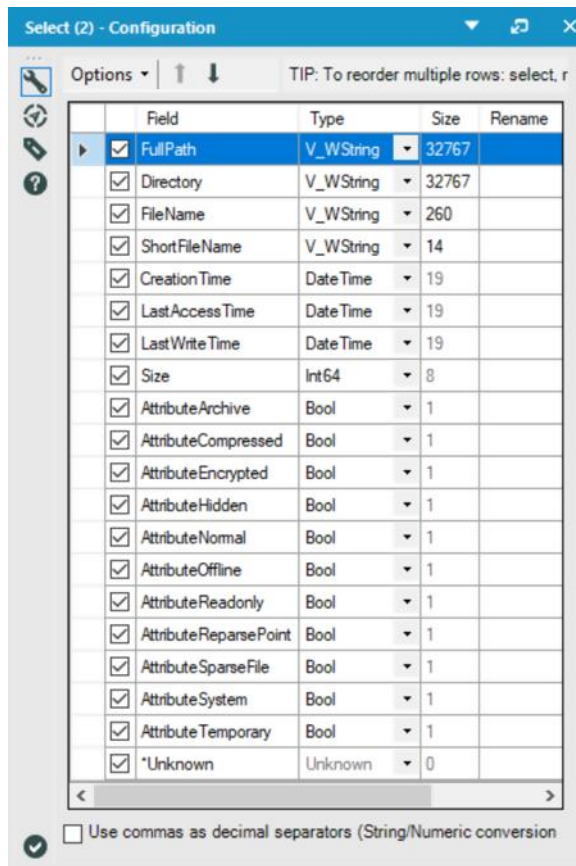 Select (2) - Configuration
Options TIP: To reorder multiple rows: select, r
Field Type Size Rename
FullPath V_WString 32767
Directory V_WString 32767
FileName V_WString 260
ShortFileName V_WString 14
CreationTime DateTime 19
LastAccessTime DateTime 19
LastWriteTime DateTime 19
Size Int64 8
AttributeArchive Bool 1
AttributeCompressed Bool 1
AttributeEncrypted Bool 1
AttributeHidden Bool 1
AttributeNormal Bool 1
AttributeOffline Bool 1
AttributeReadonly Bool 1
AttributeReparsePoint Bool 1
AttributeSparseFile Bool 1
AttributeSystem Bool 1
AttributeTemporary Bool 1
*Unknown Unknown 0
Use commas as decimal separators (String/Numeric conversion